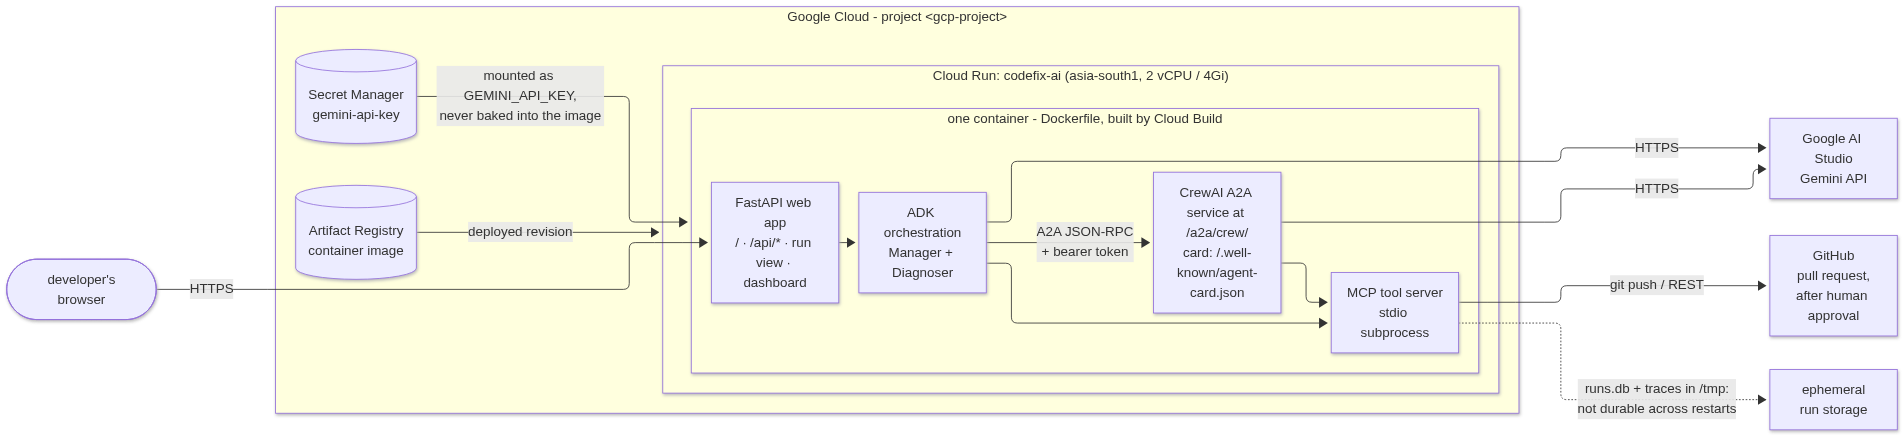 Google Cloud - project <gcp-project>
Secret Manager
gemini-api-key
mounted as
GEMINI_API_KEY,
never baked into the image
Cloud Run: codefix-ai (asia-south1, 2 vCPU / 4Gi)
one container - Dockerfile, built by Cloud Build
Artifact Registry
container image
deployed revision
developer's
browser
HTTPS
FastAPI web
app
/ · /api/* · run
view ·
dashboard
ADK
orchestration
Manager +
Diagnoser
A2A JSON-RPC
+ bearer token
CrewAI A2A
service at
/a2a/crew/
card: /.well-
known/agent-
card.json
MCP tool server
stdio
subprocess
HTTPS
HTTPS
Google AI
Studio
Gemini API
git push / REST
GitHub
pull request,
after human
approval
runs.db + traces in /tmp:
not durable across restarts
ephemeral
run storage